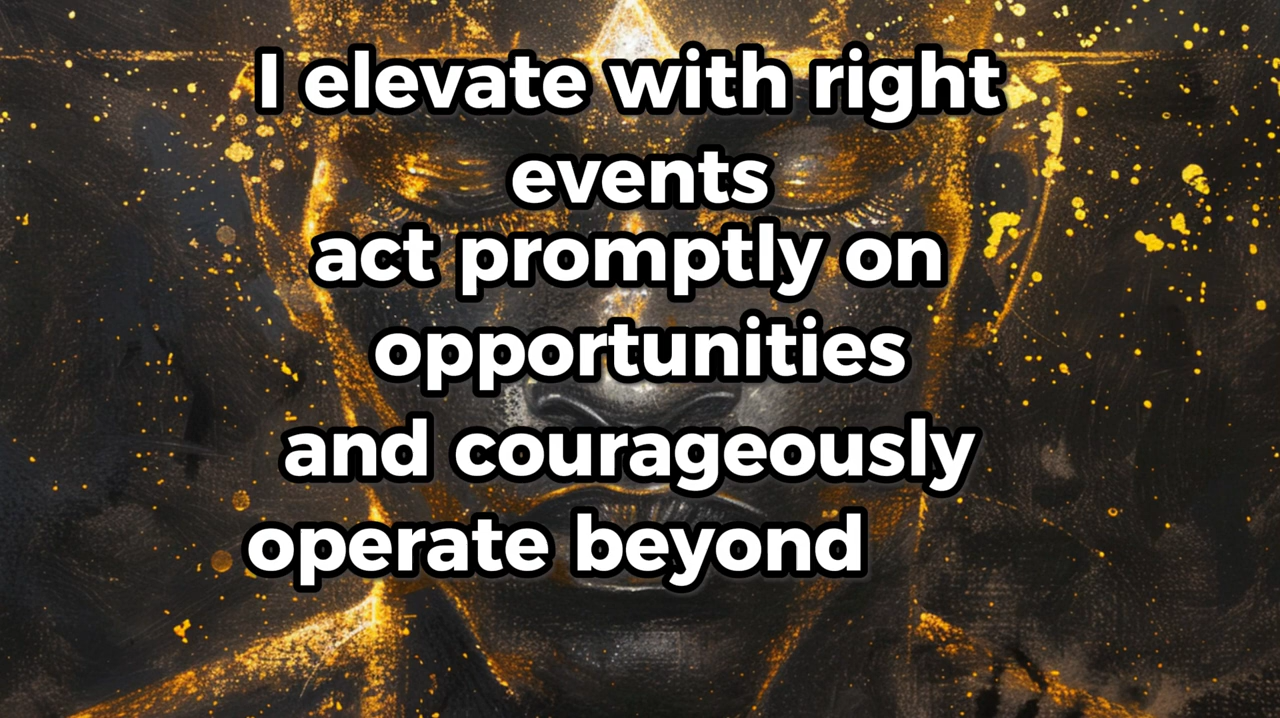 I elevate with right
events
act promptly on
opportunities
and courageously
operate beyond